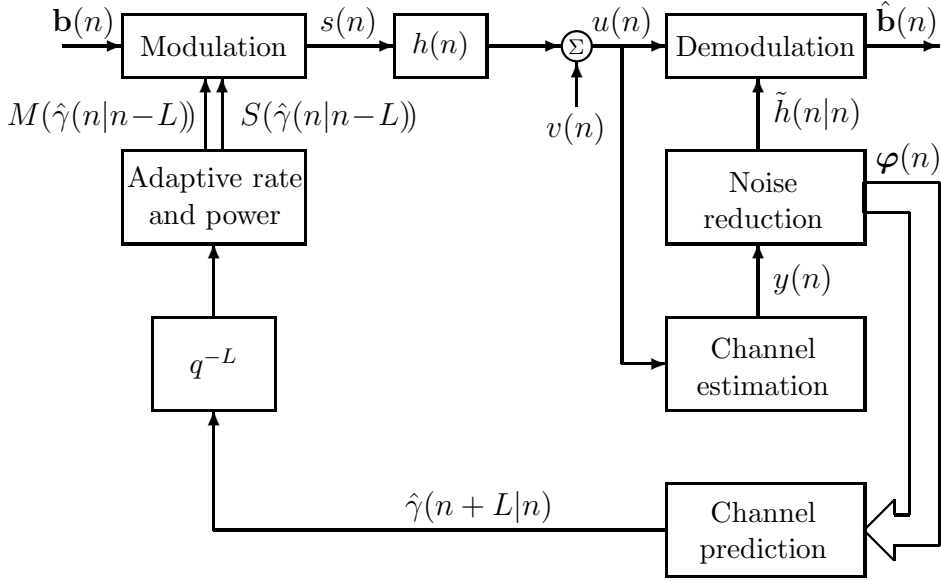 b(n)
Modulation
s(n)
h(n)
Σ
u(n)
Demodulation
b̂(n)
M(γ̂(n|n−L))
S(γ̂(n|n−L))
v(n)
h̃(n|n)
Adaptive rate
and power
Noise
reduction
φ(n)
y(n)
q⁻ᴸ
Channel
estimation
γ̂(n + L|n)
Channel
prediction